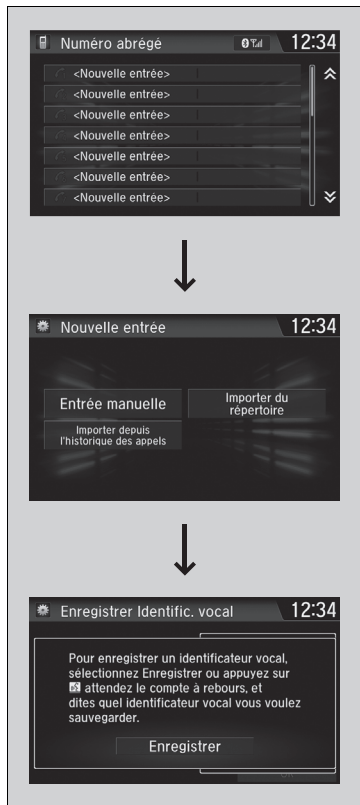 Numéro abrégé 12:34
<Nouvelle entrée>
<Nouvelle entrée>
<Nouvelle entrée>
<Nouvelle entrée>
<Nouvelle entrée>
<Nouvelle entrée>
<Nouvelle entrée>
Nouvelle entrée 12:34
Entrée manuelle
Importer du
répertoire
Importer depuis
l'historique des appels
Enregistrer Identific. vocal 12:34
Pour enregistrer un identificateur vocal,
sélectionnez Enregistrer ou appuyez sur
attendez le compte à rebours, et
dites quel identificateur vocal vous voulez
sauvegarder.
Enregistrer
OK